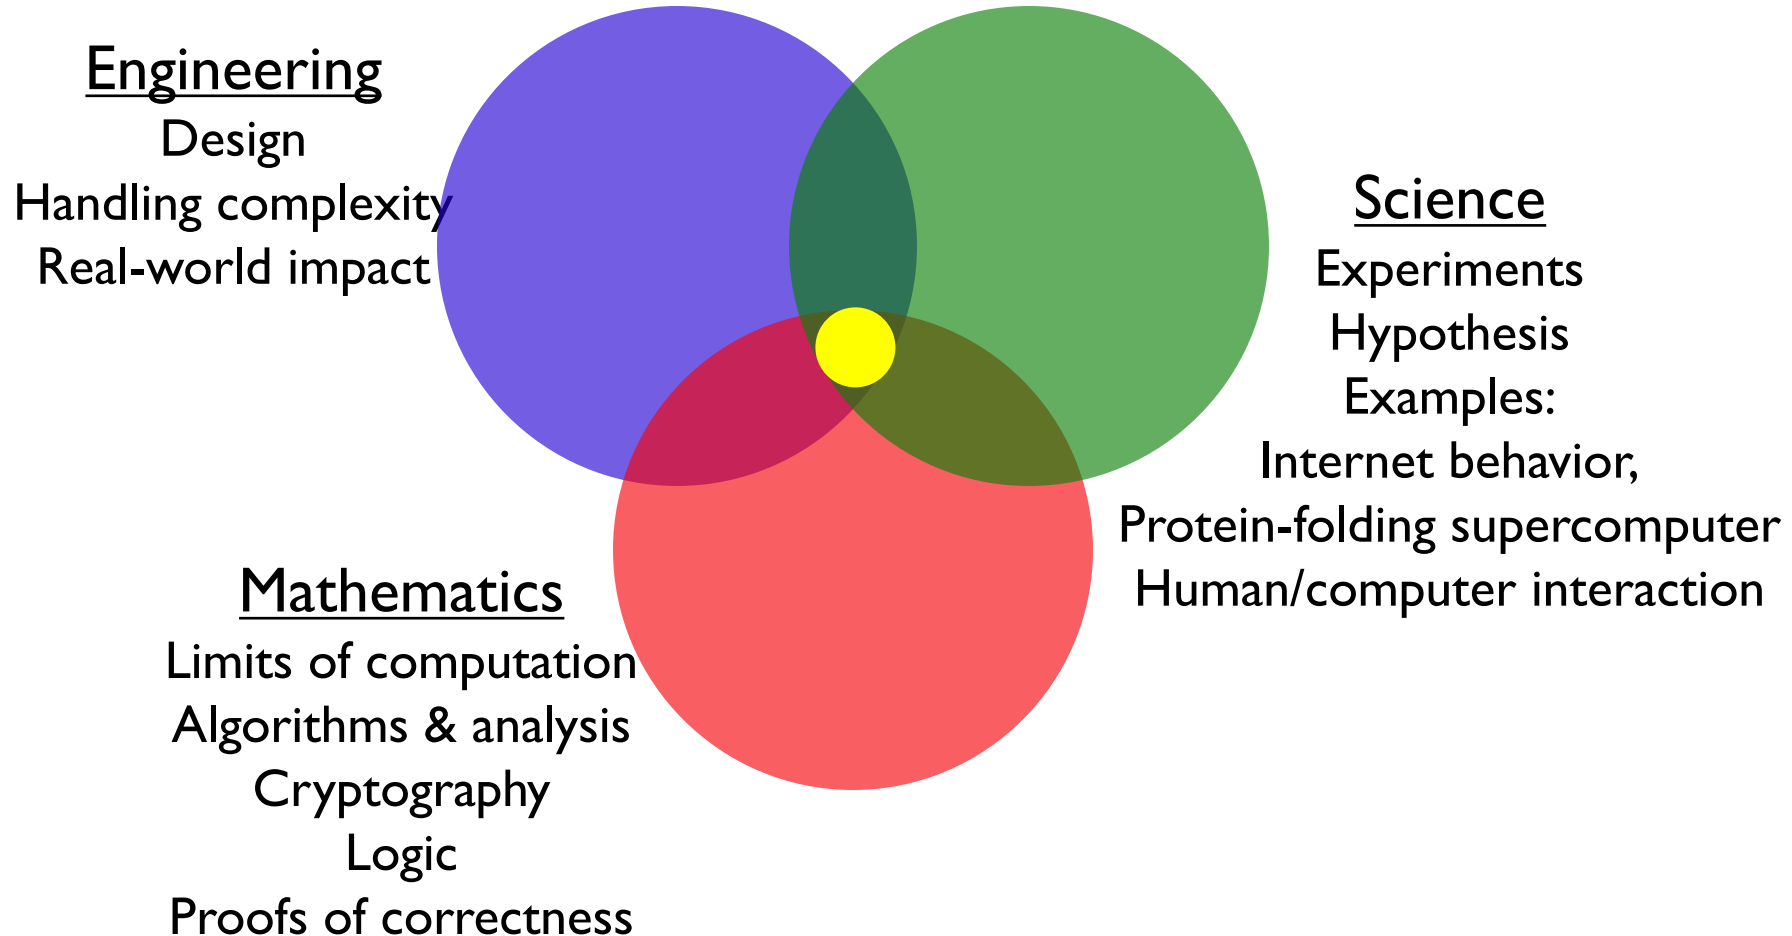 Engineering
Design
Handling complexity
Real-world impact
Science
Experiments
Hypothesis
Examples:
Internet behavior,
Protein-folding supercomputer
Human/computer interaction
Mathematics
Limits of computation
Algorithms & analysis
Cryptography
Logic
Proofs of correctness